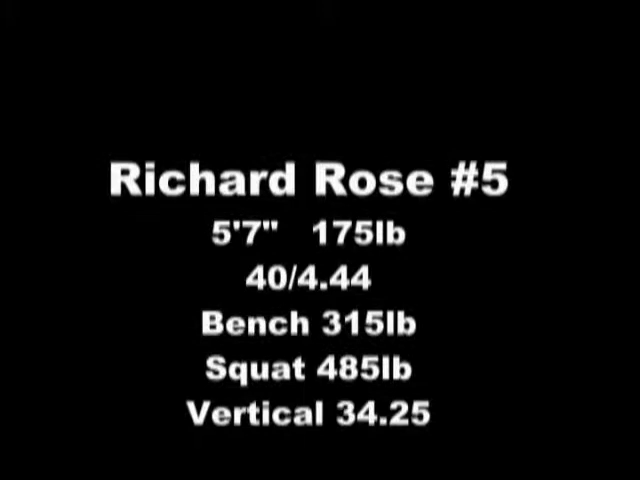 Richard Rose #5
5'7" 175lb
40/4.44
Bench 315lb
Squat 485lb
Vertical 34.25